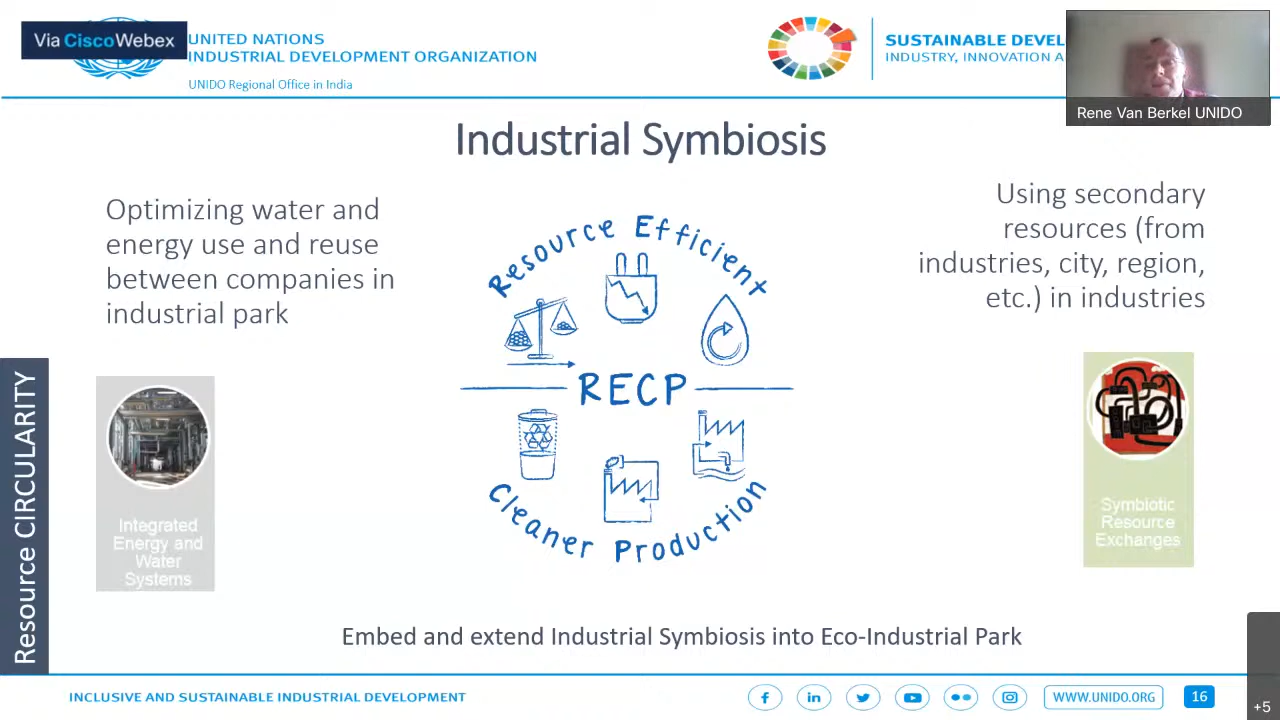 Via CiscoWebex
UNITED NATIONS
INDUSTRIAL DEVELOPMENT ORGANIZATION
UNIDO Regional Office in India
SUSTAINABLE DEVEL
INDUSTRY, INNOVATION A
Rene Van Berkel UNIDO
Industrial Symbiosis
Optimizing water and
energy use and reuse
between companies in
industrial park
Using secondary
resources (from
industries, city, region,
etc.) in industries
Resource Efficient
RECP
Cleaner Production
Resource CIRCULARITY
Integrated
Energy and
Water
Systems
Symbiotic
Resource
Exchanges
Embed and extend Industrial Symbiosis into Eco-Industrial Park
INCLUSIVE AND SUSTAINABLE INDUSTRIAL DEVELOPMENT
WWW.UNIDO.ORG
16
+5